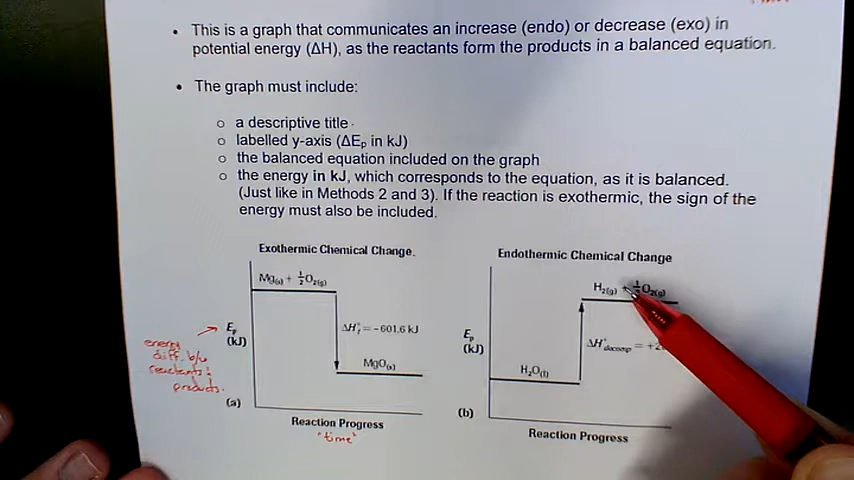 • This is a graph that communicates an increase (endo) or decrease (exo) in
potential energy (ΔH), as the reactants form the products in a balanced equation.
• The graph must include:
o a descriptive title
o labelled y-axis (ΔEₚ in kJ)
o the balanced equation included on the graph
o the energy in kJ, which corresponds to the equation, as it is balanced.
(Just like in Methods 2 and 3). If the reaction is exothermic, the sign of the
energy must also be included.
Exothermic Chemical Change.
Mg(s) + ½O₂(g)
Eₚ
(kJ)
ΔH°f = −601.6 kJ
MgO(s)
energy
diff. b/w
reactants :
products.
(a)
Reaction Progress
"time"
Endothermic Chemical Change
H₂(g) + ½O₂(g)
Eₚ
(kJ)
ΔH°decomp = +2
H₂O(l)
(b)
Reaction Progress